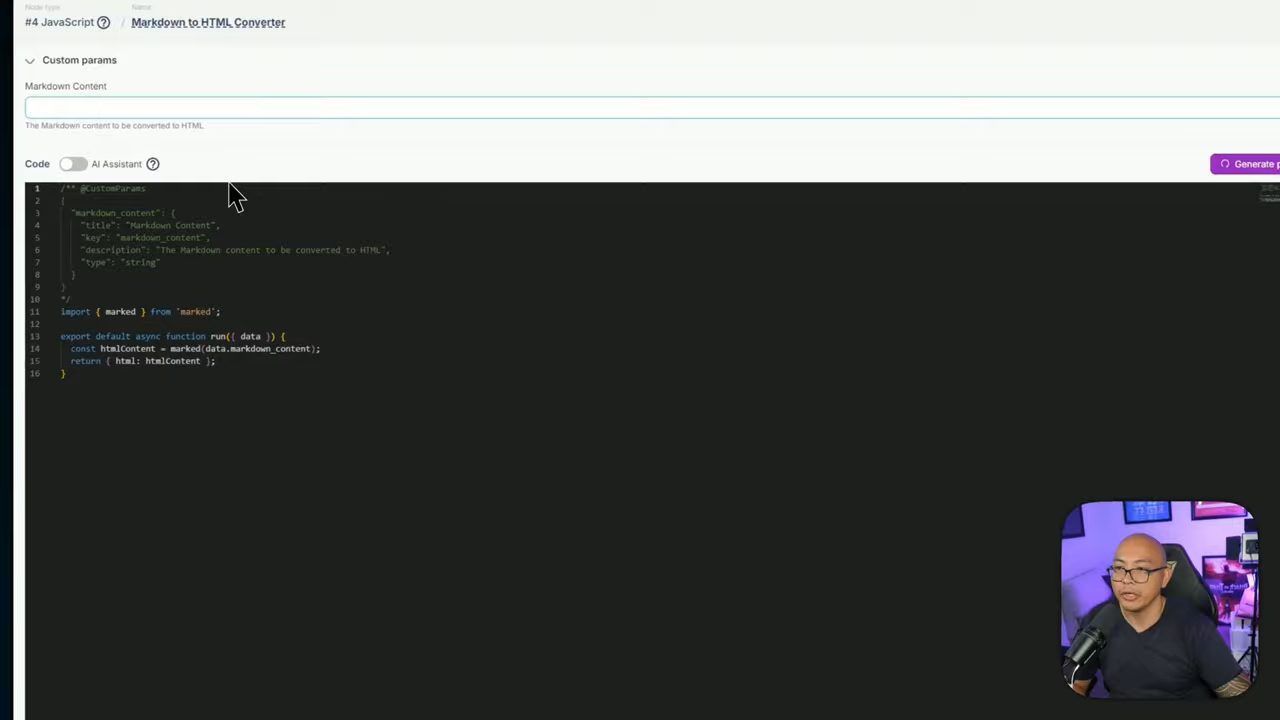 Node type
Name
#4 JavaScript ? / Markdown to HTML Converter
Custom params
Markdown Content
The Markdown content to be converted to HTML
Code AI Assistant ? Generate p
1 /** @CustomParams
2 {
3 "markdown_content": {
4 "title": "Markdown Content",
5 "key": "markdown_content",
6 "description": "The Markdown content to be converted to HTML",
7 "type": "string"
8 }
9 }
10 */
11 import { marked } from 'marked';
12
13 export default async function run({ data }) {
14 const htmlContent = marked(data.markdown_content);
15 return { html: htmlContent };
16 }